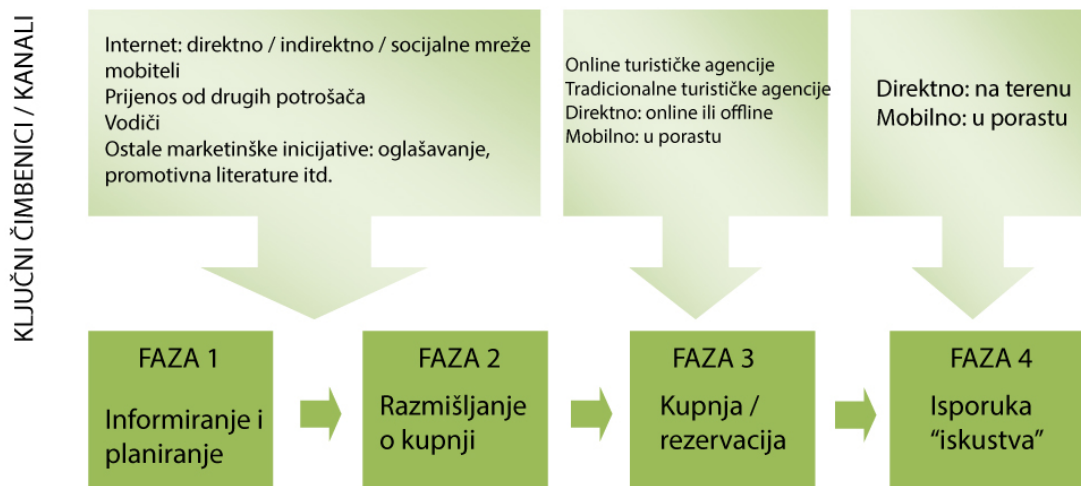 KLJUČNI ČIMBENICI / KANALI
Internet: direktno / indirektno / socijalne mreže
mobiteli
Prijenos od drugih potrošača
Vodiči
Ostale marketinške inicijative: oglašavanje,
promotivna literature itd.
Online turističke agencije
Tradicionalne turističke agencije
Direktno: online ili offline
Mobilno: u porastu
Direktno: na terenu
Mobilno: u porastu
FAZA 1
Informiranje i
planiranje
FAZA 2
Razmišljanje
o kupnji
FAZA 3
Kupnja /
rezervacija
FAZA 4
Isporuka
“iskustva”